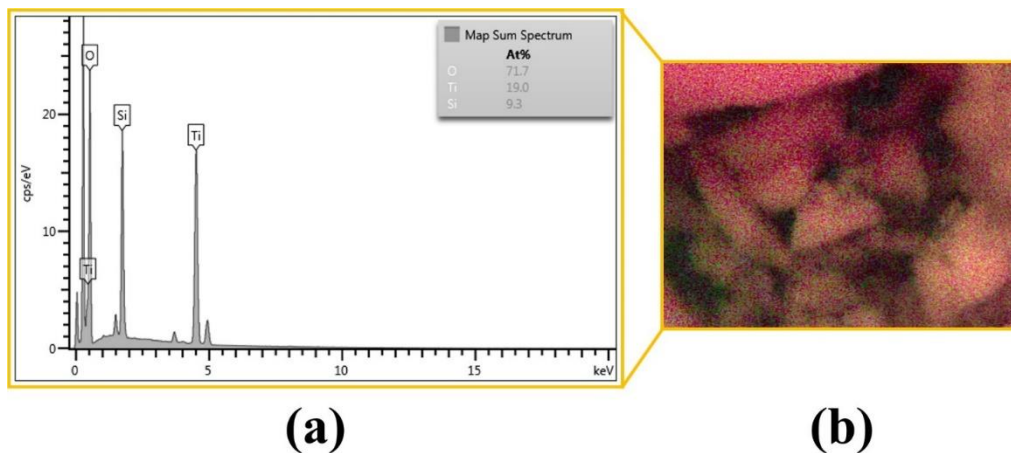 Map Sum Spectrum
At%
O 71.7
Ti 19.0
Si 9.3
O
Si
Ti
Ti
cps/eV
20
10
0
0 5 10 15 keV
(a) (b)